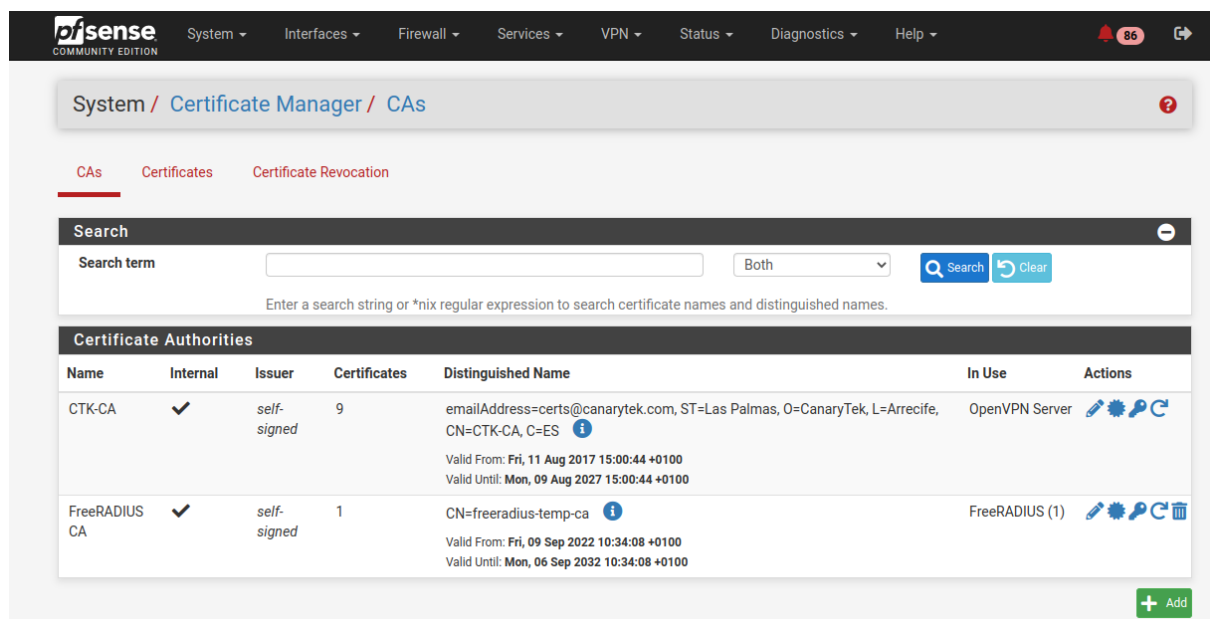 pfsense System Interfaces Firewall Services VPN Status Diagnostics Help 86
COMMUNITY EDITION
System / Certificate Manager / CAs
CAs Certificates Certificate Revocation
Search
Search term Both Search Clear
Enter a search string or *nix regular expression to search certificate names and distinguished names.
Certificate Authorities
Name Internal Issuer Certificates Distinguished Name In Use Actions
CTK-CA self- 9 emailAddress=certs@canarytek.com, ST=Las Palmas, O=CanaryTek, L=Arrecife, OpenVPN Server
signed CN=CTK-CA, C=ES
Valid From: Fri, 11 Aug 2017 15:00:44 +0100
Valid Until: Mon, 09 Aug 2027 15:00:44 +0100
FreeRADIUS self- 1 CN=freeradius-temp-ca FreeRADIUS (1)
CA signed
Valid From: Fri, 09 Sep 2022 10:34:08 +0100
Valid Until: Mon, 06 Sep 2032 10:34:08 +0100
Add